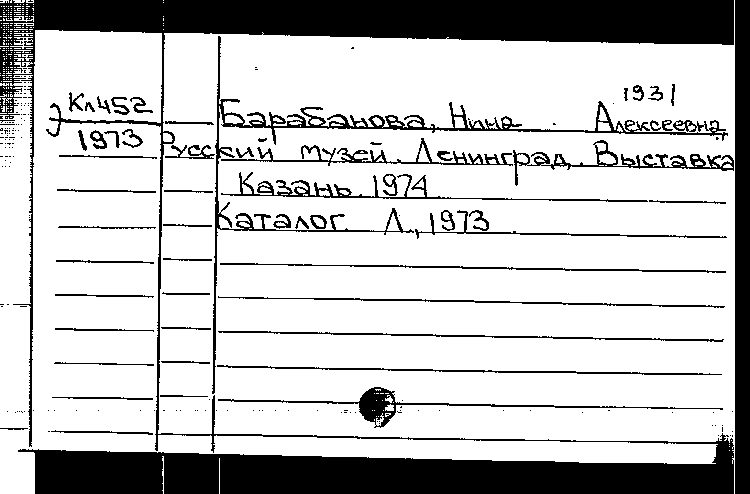 1931
Кл452 Барабанова, Нина Алексеевна
1973 Русский музей. Ленинград. Выставка
Казань. 1974
Каталог Л., 1973